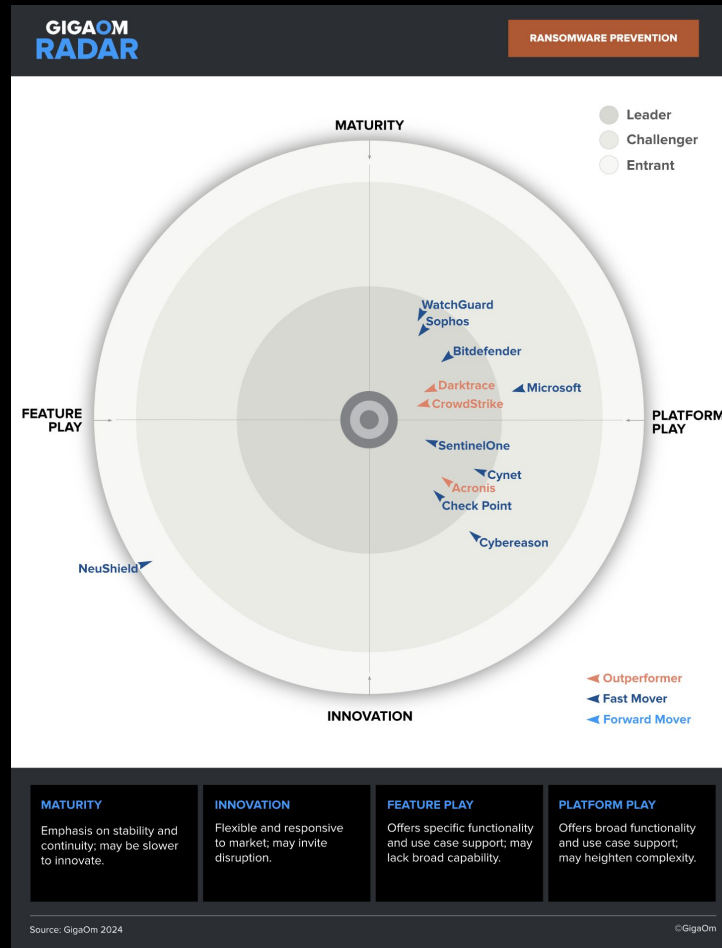 GIGAOM
RADAR
RANSOMWARE PREVENTION
Leader
Challenger
Entrant
MATURITY
WatchGuard
Sophos
Bitdefender
Darktrace
Microsoft
CrowdStrike
FEATURE
PLAY
PLATFORM
PLAY
SentinelOne
Cynet
Acronis
Check Point
Cybereason
NeuShield
Outperformer
Fast Mover
Forward Mover
INNOVATION
MATURITY
Emphasis on stability and
continuity; may be slower
to innovate.
INNOVATION
Flexible and responsive
to market; may invite
disruption.
FEATURE PLAY
Offers specific functionality
and use case support; may
lack broad capability.
PLATFORM PLAY
Offers broad functionality
and use case support;
may heighten complexity.
Source: GigaOm 2024
©GigaOm